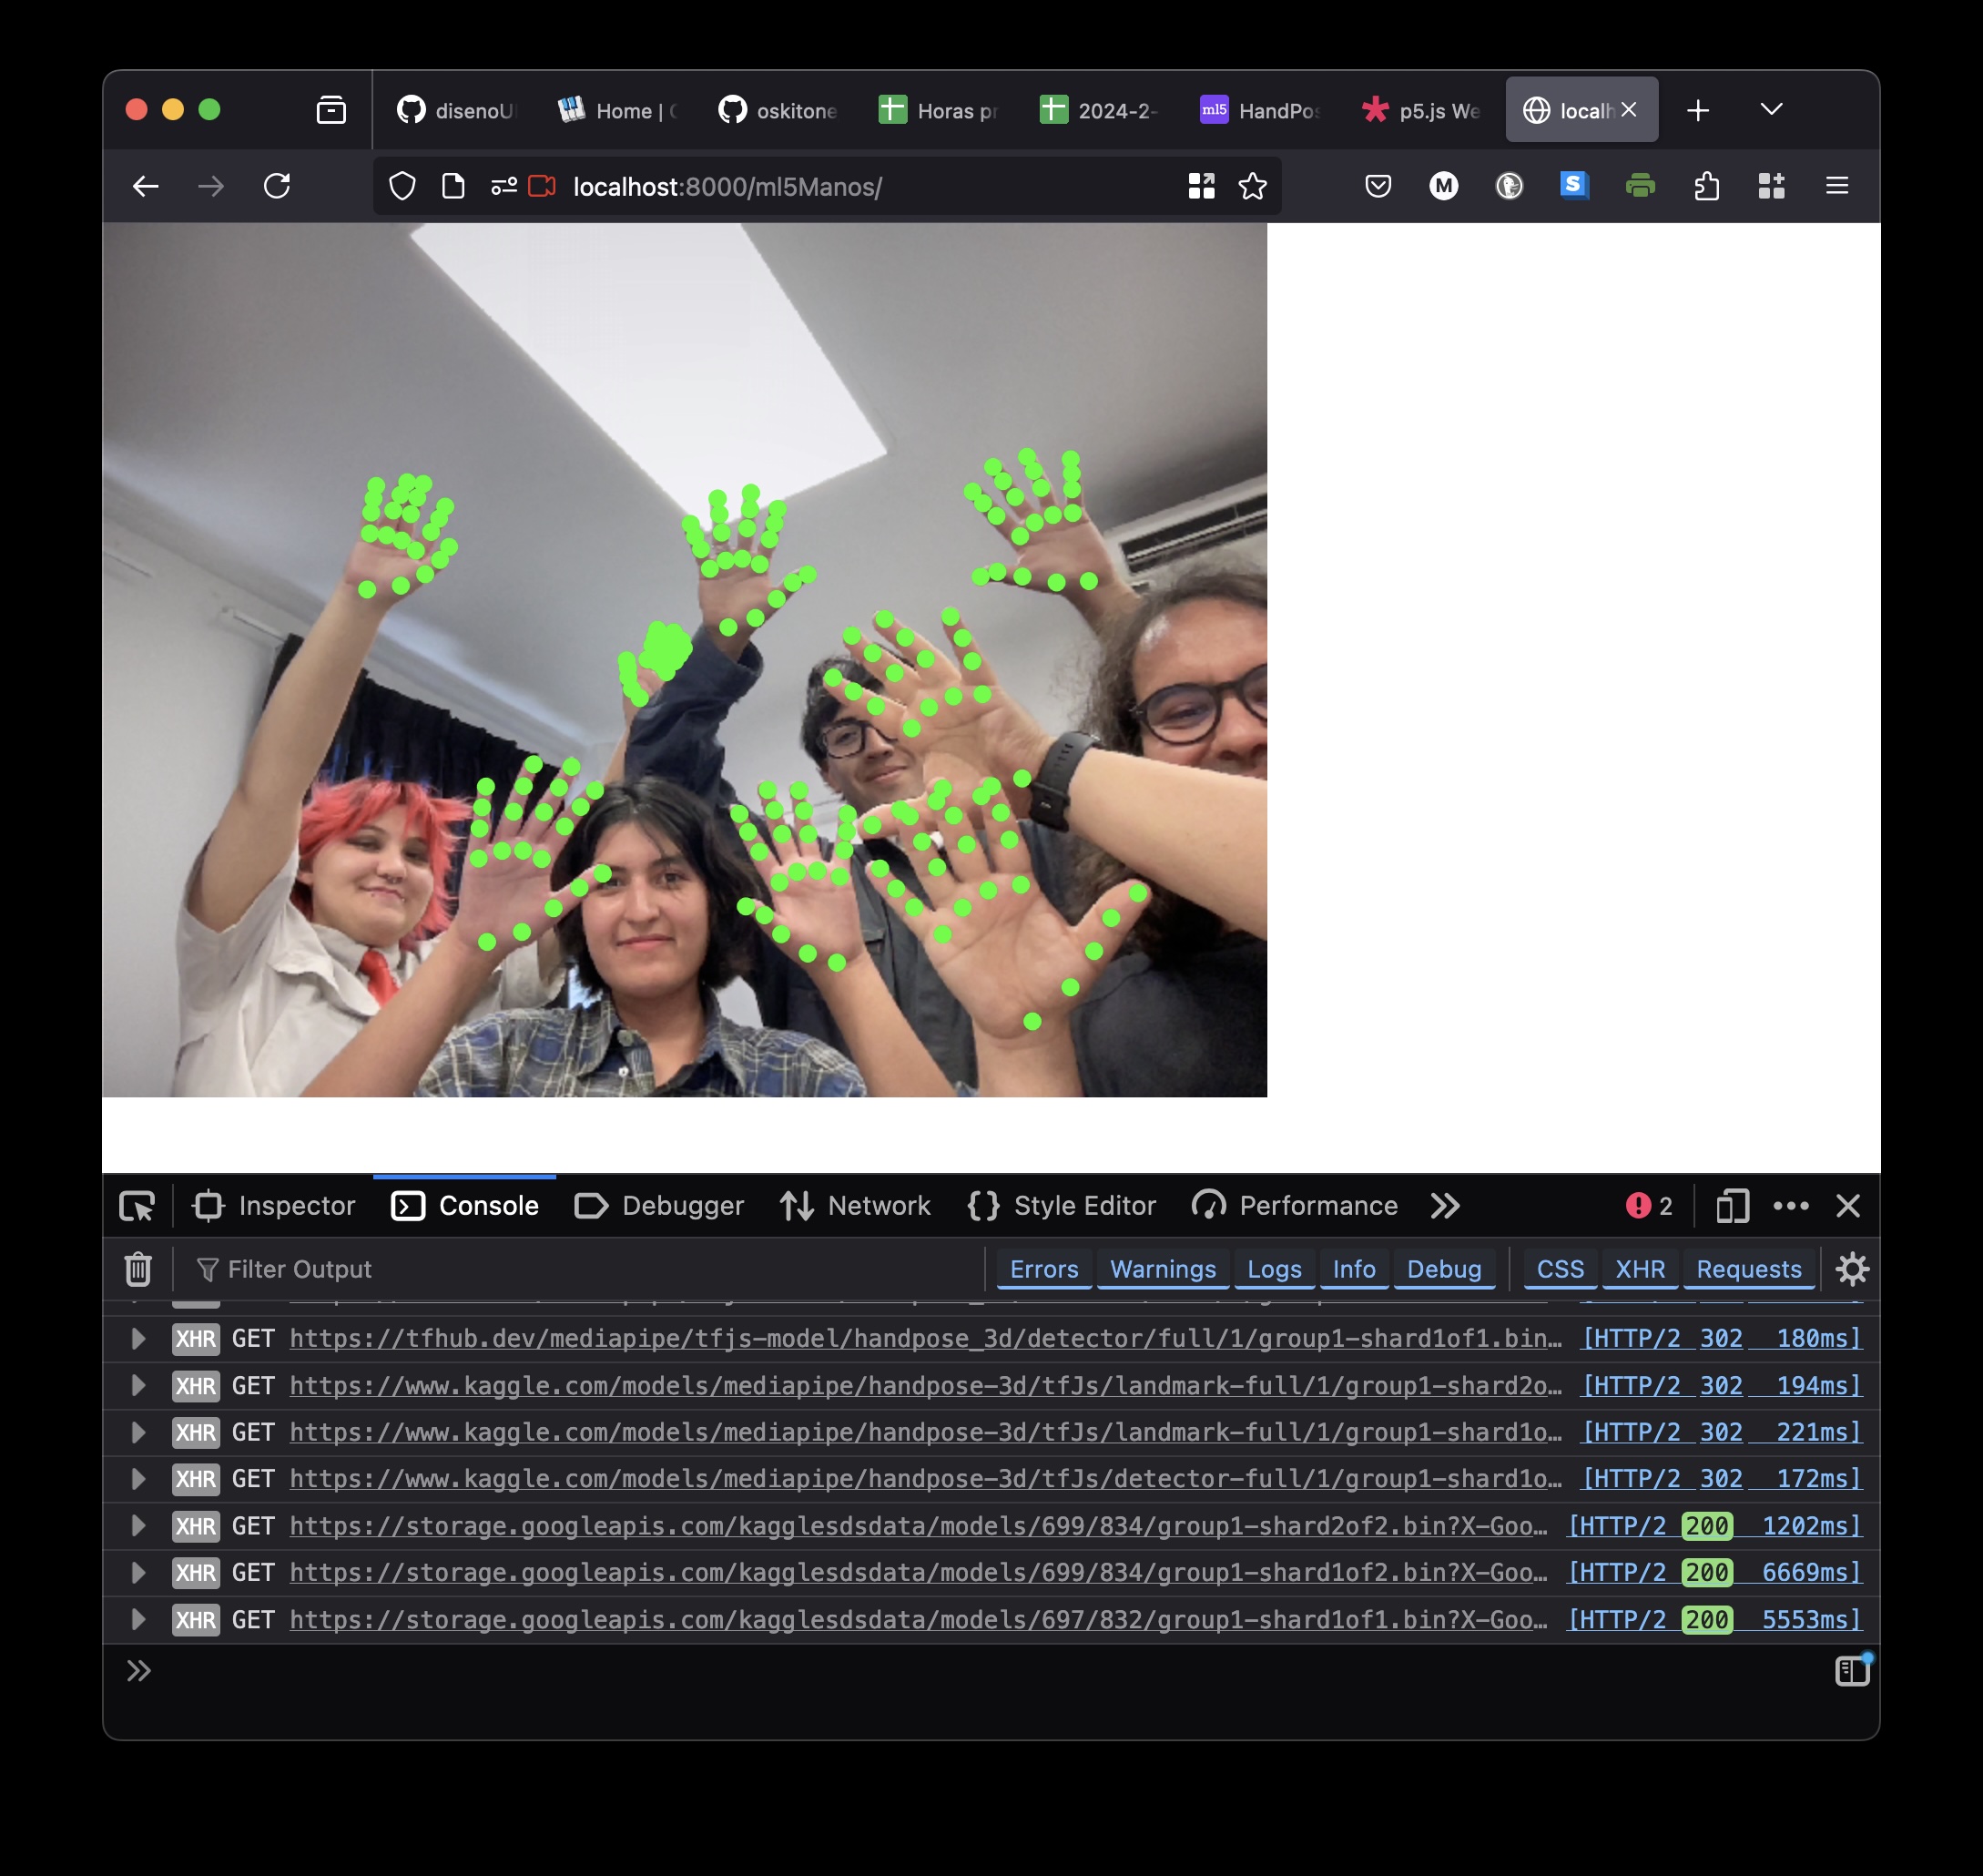 disenoU
Home | C
oskitone
Horas pr
2024-2-
ml5 HandPos
p5.js We
localh
localhost:8000/ml5Manos/
M
S
Inspector Console Debugger Network Style Editor Performance 2
Filter Output Errors Warnings Logs Info Debug CSS XHR Requests
XHR GET https://tfhub.dev/mediapipe/tfjs-model/handpose_3d/detector/full/1/group1-shard1of1.bin… [HTTP/2 302 180ms]
XHR GET https://www.kaggle.com/models/mediapipe/handpose-3d/tfJs/landmark-full/1/group1-shard2o… [HTTP/2 302 194ms]
XHR GET https://www.kaggle.com/models/mediapipe/handpose-3d/tfJs/landmark-full/1/group1-shard1o… [HTTP/2 302 221ms]
XHR GET https://www.kaggle.com/models/mediapipe/handpose-3d/tfJs/detector-full/1/group1-shard1o… [HTTP/2 302 172ms]
XHR GET https://storage.googleapis.com/kagglesdsdata/models/699/834/group1-shard2of2.bin?X-Goo… [HTTP/2 200 1202ms]
XHR GET https://storage.googleapis.com/kagglesdsdata/models/699/834/group1-shard1of2.bin?X-Goo… [HTTP/2 200 6669ms]
XHR GET https://storage.googleapis.com/kagglesdsdata/models/697/832/group1-shard1of1.bin?X-Goo… [HTTP/2 200 5553ms]